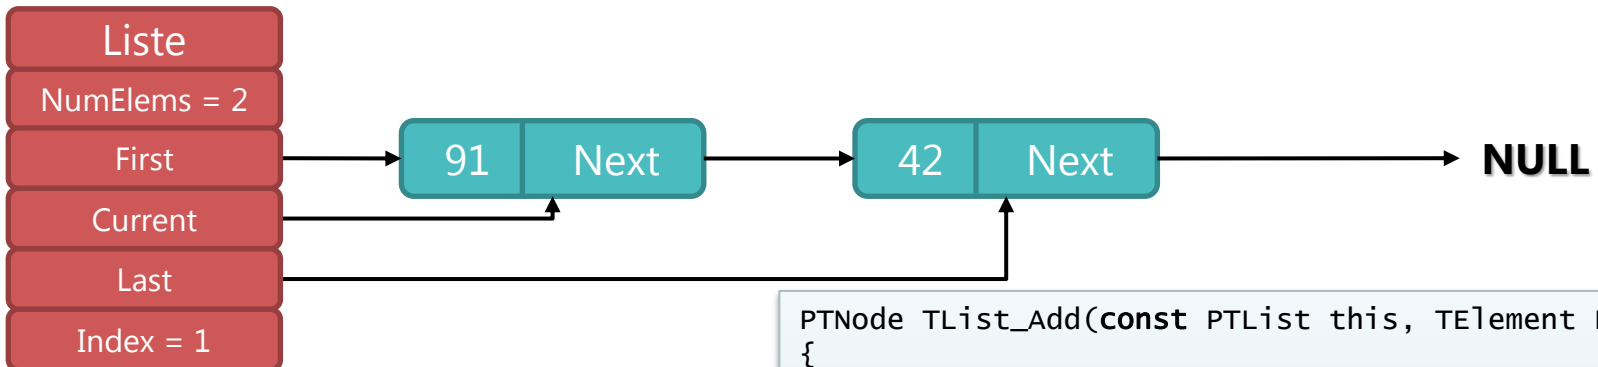 Liste
NumElems = 2
First
Current
Last
Index = 1
91 Next
42 Next
NULL
PTNode TList_Add(const PTList this, TElement
{